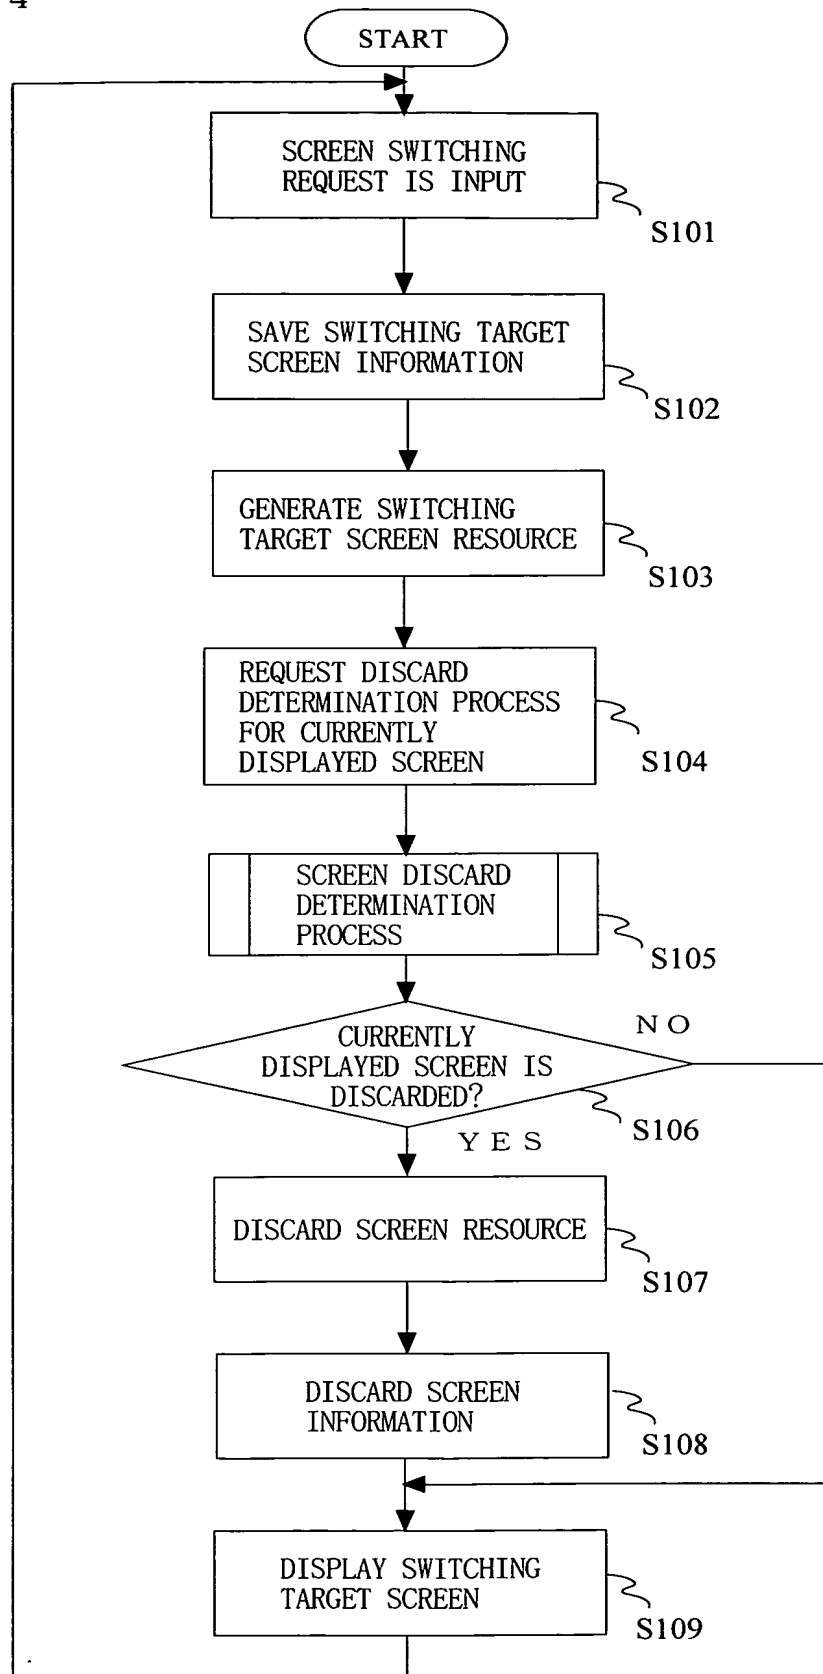 4
START
SCREEN SWITCHING
REQUEST IS INPUT
S101
SAVE SWITCHING TARGET
SCREEN INFORMATION
S102
GENERATE SWITCHING
TARGET SCREEN RESOURCE
S103
REQUEST DISCARD
DETERMINATION PROCESS
FOR CURRENTLY
DISPLAYED SCREEN
S104
SCREEN DISCARD
DETERMINATION
PROCESS
S105
NO
CURRENTLY
DISPLAYED SCREEN IS
DISCARDED?
S106
YES
DISCARD SCREEN RESOURCE
S107
DISCARD SCREEN
INFORMATION
S108
DISPLAY SWITCHING
TARGET SCREEN
S109